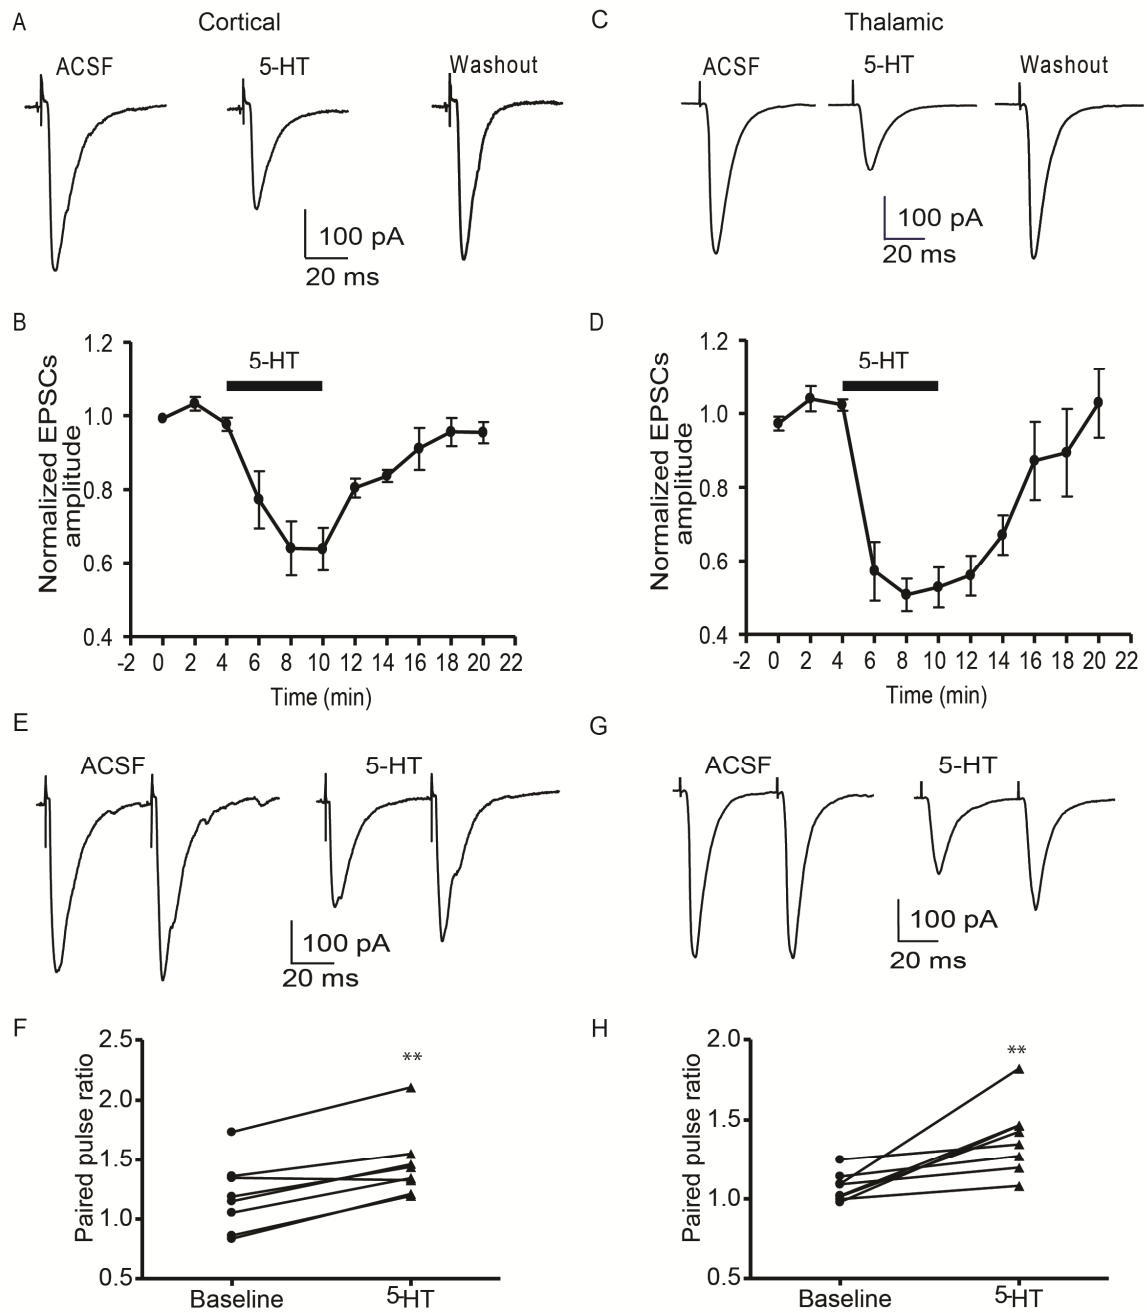 A Cortical
ACSF 5-HT Washout
100 pA
20 ms
C Thalamic
ACSF 5-HT Washout
100 pA
20 ms
B
Normalized EPSCs
amplitude
1.2
1.0
0.8
0.6
0.4
5-HT
-2 0 2 4 6 8 10 12 14 16 18 20 22
Time (min)
D
Normalized EPSCs
amplitude
1.2
1.0
0.8
0.6
0.4
5-HT
-2 0 2 4 6 8 10 12 14 16 18 20 22
Time (min)
E
ACSF 5-HT
100 pA
20 ms
G
ACSF 5-HT
100 pA
20 ms
F
Paired pulse ratio
2.5
2.0
1.5
1.0
0.5
**
Baseline 5-HT
H
Paired pulse ratio
2.0
1.5
1.0
0.5
**
Baseline 5-HT